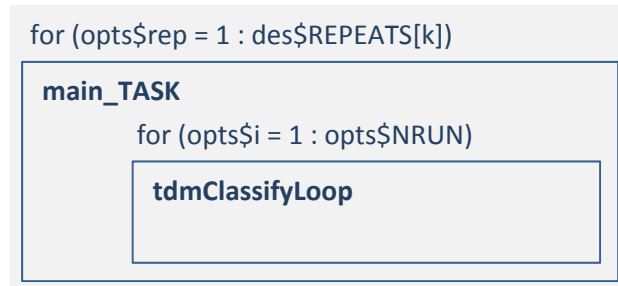 for (opts$rep = 1 : des$REPEATS[k])
main_TASK
for (opts$i = 1 : opts$NRUN)
tdmClassifyLoop